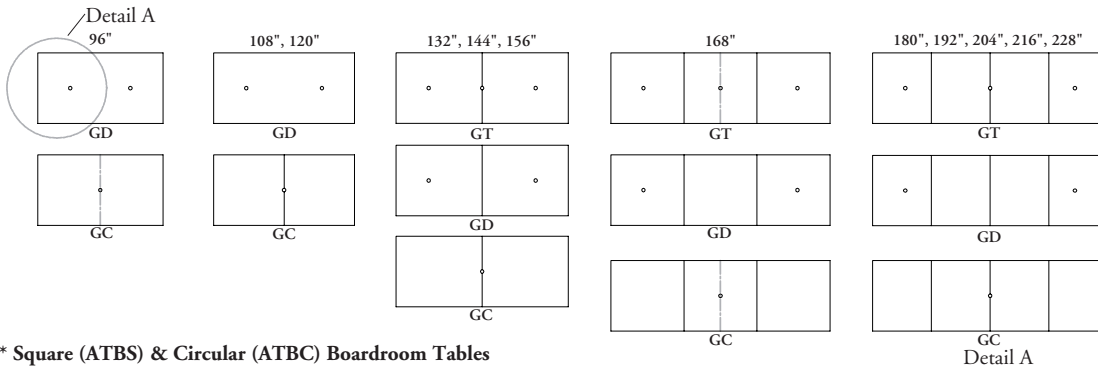 Detail A
96" 108", 120" 132", 144", 156" 168" 180", 192", 204", 216", 228"
GD GD GT GT GT
GC GC GD GD GD
GC GC GC
* Square (ATBS) & Circular (ATBC) Boardroom Tables
Detail A